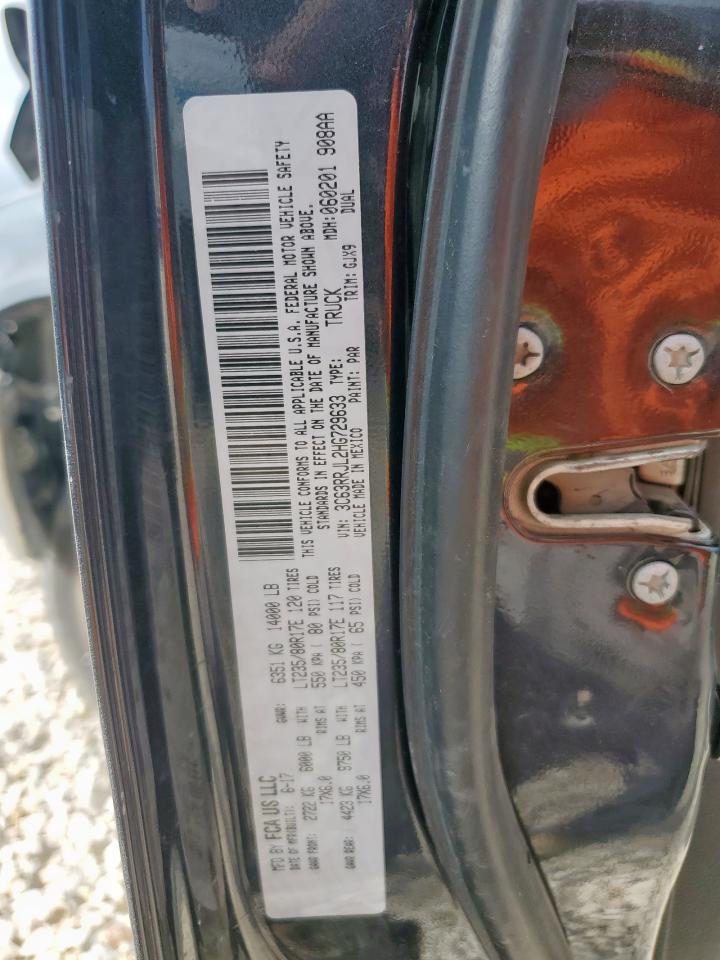 MFD BY FCA US LLC
DATE OF MFR(BUILT): 6-17 GVWR: 6351 KG 14000 LB
GAWR FRONT: 2722 KG 6000 LB WITH LT235/80R17E 120 TIRES
17X6.0 RIMS AT 550 KPA ( 80 PSI) COLD
GAWR REAR: 4423 KG 9750 LB WITH LT235/80R17E 117 TIRES
17X6.0 RIMS AT 450 KPA ( 65 PSI) COLD
THIS VEHICLE CONFORMS TO ALL APPLICABLE U.S.A. FEDERAL MOTOR VEHICLE SAFETY
STANDARDS IN EFFECT ON THE DATE OF MANUFACTURE SHOWN ABOVE.
VIN: 3C63RRJL2HG729633 TYPE: TRUCK MDH:060201 908AA
VEHICLE MADE IN MEXICO PAINT: PAR TRIM: GJX9 DUAL